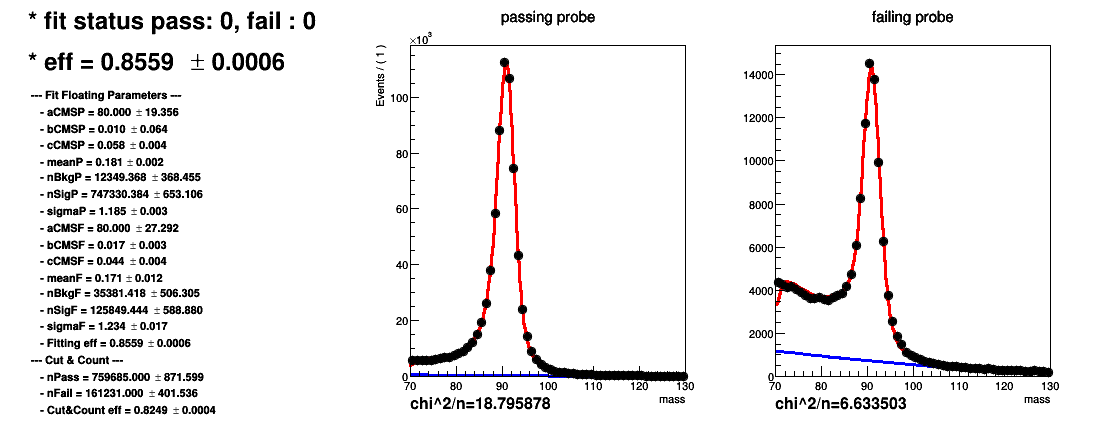 * fit status pass: 0, fail : 0
* eff = 0.8559 ± 0.0006
--- Fit Floating Parameters ---
- aCMSP = 80.000 ± 19.356
- bCMSP = 0.010 ± 0.064
- cCMSP = 0.058 ± 0.004
- meanP = 0.181 ± 0.002
- nBkgP = 12349.368 ± 368.455
- nSigP = 747330.384 ± 653.106
- sigmaP = 1.185 ± 0.003
- aCMSF = 80.000 ± 27.292
- bCMSF = 0.017 ± 0.003
- cCMSF = 0.044 ± 0.004
- meanF = 0.171 ± 0.012
- nBkgF = 35381.418 ± 506.305
- nSigF = 125849.444 ± 588.880
- sigmaF = 1.234 ± 0.017
- Fitting eff = 0.8559 ± 0.0006
--- Cut & Count ---
- nPass = 759685.000 ± 871.599
- nFail = 161231.000 ± 401.536
- Cut&Count eff = 0.8249 ± 0.0004
passing probe
×10³
Events / ( 1 )
100
80
60
40
20
0
70 80 90 100 110 120 130
mass
chi^2/n=18.795878
failing probe
14000
12000
10000
8000
6000
4000
2000
0
70 80 90 100 110 120 130
mass
chi^2/n=6.633503